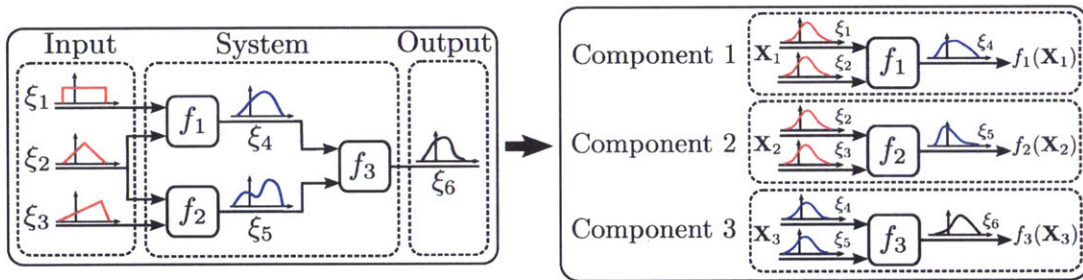 Input System Output
ξ1 f1 ξ4
ξ2 f3 ξ6
ξ3 f2 ξ5
Component 1 X1 ξ1 ξ2 f1 ξ4 f1(X1)
Component 2 X2 ξ2 ξ3 f2 ξ5 f2(X2)
Component 3 X3 ξ4 ξ5 f3 ξ6 f3(X3)